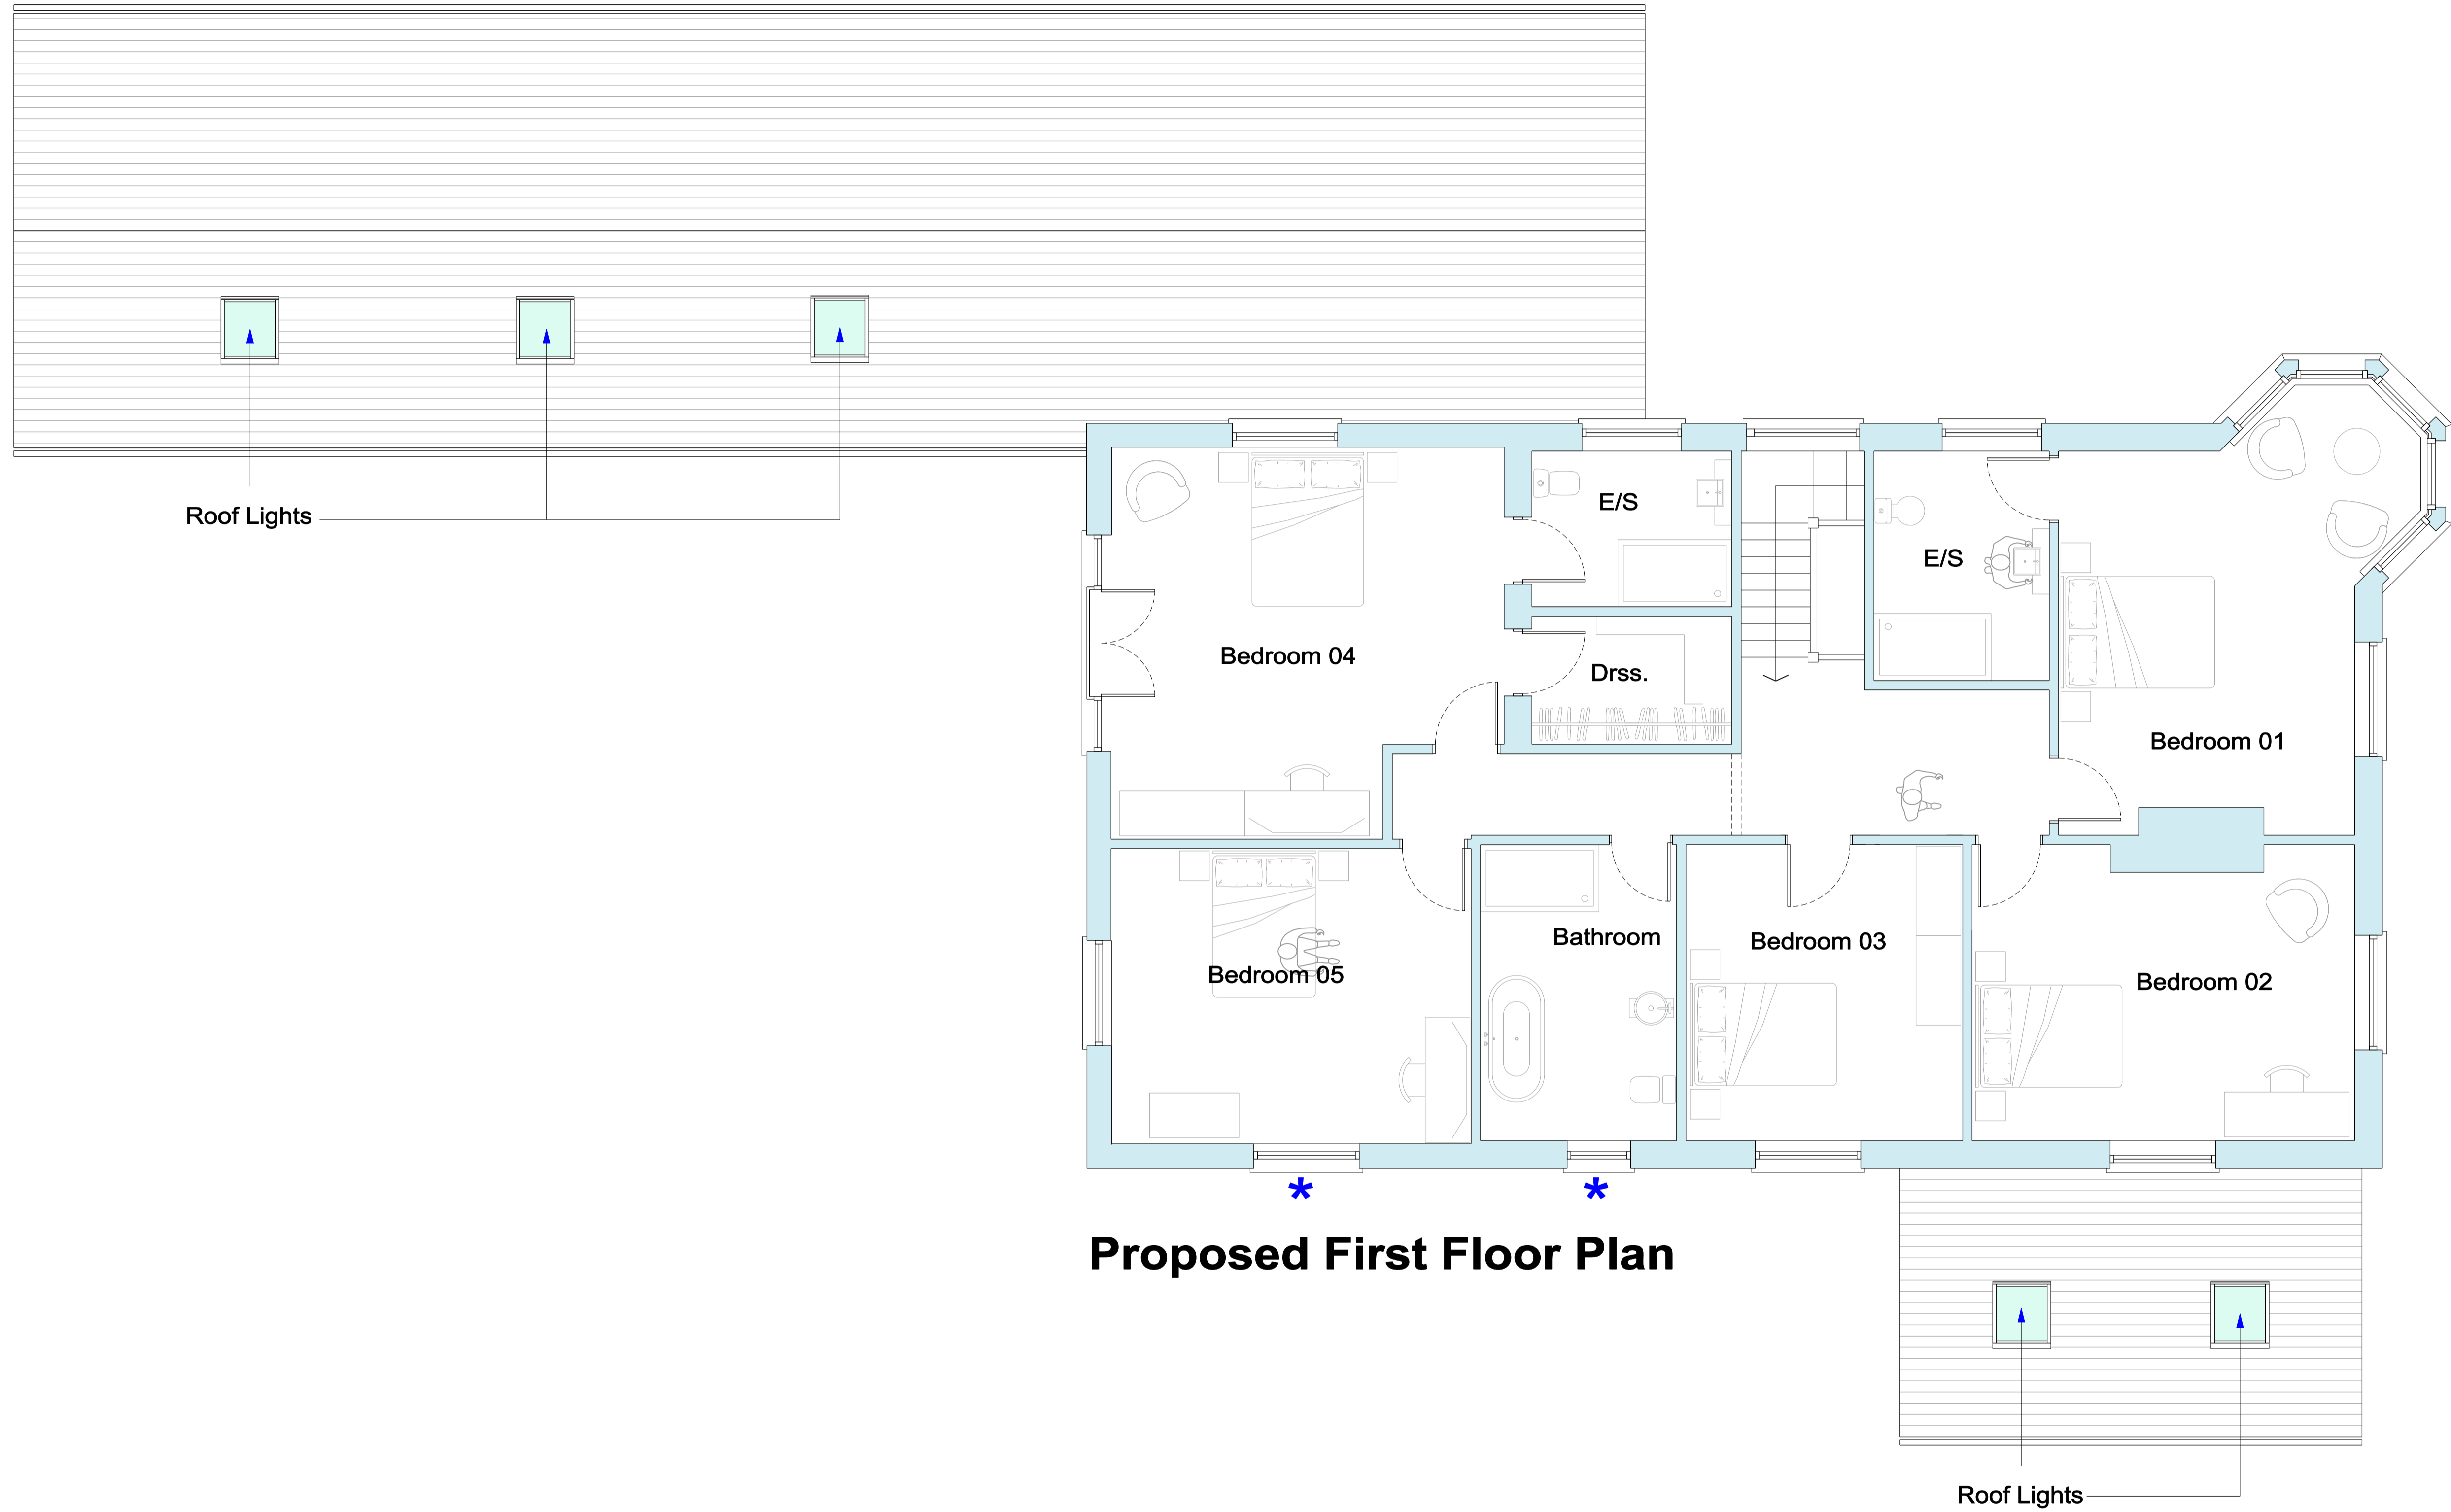 Roof Lights
E/S
E/S
Bedroom 04
Drss.
Bedroom 01
Bathroom
Bedroom 03
Bedroom 05
Bedroom 02
*
*
Proposed First Floor Plan
Roof Lights